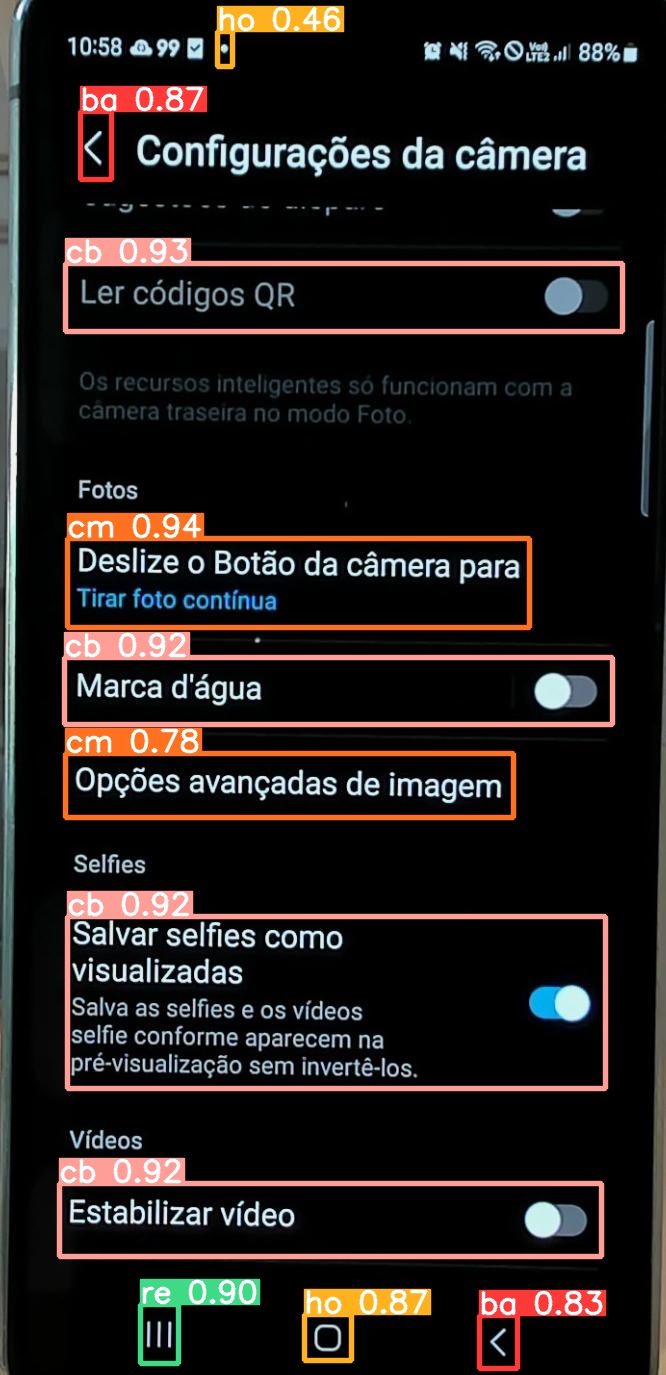 ho 0.46
10:58 99
VoI) LTE2 88%
ba 0.87
Configurações da câmera
cb 0.93
Ler códigos QR
Os recursos inteligentes só funcionam com a
câmera traseira no modo Foto.
Fotos
cm 0.94
Deslize o Botão da câmera para
Tirar foto contínua
cb 0.92
Marca d'água
cm 0.78
Opções avançadas de imagem
Selfies
cb 0.92
Salvar selfies como
visualizadas
Salva as selfies e os vídeos
selfie conforme aparecem na
pré-visualização sem invertê-los.
Vídeos
cb 0.92
Estabilizar vídeo
re 0.90
ho 0.87
ba 0.83